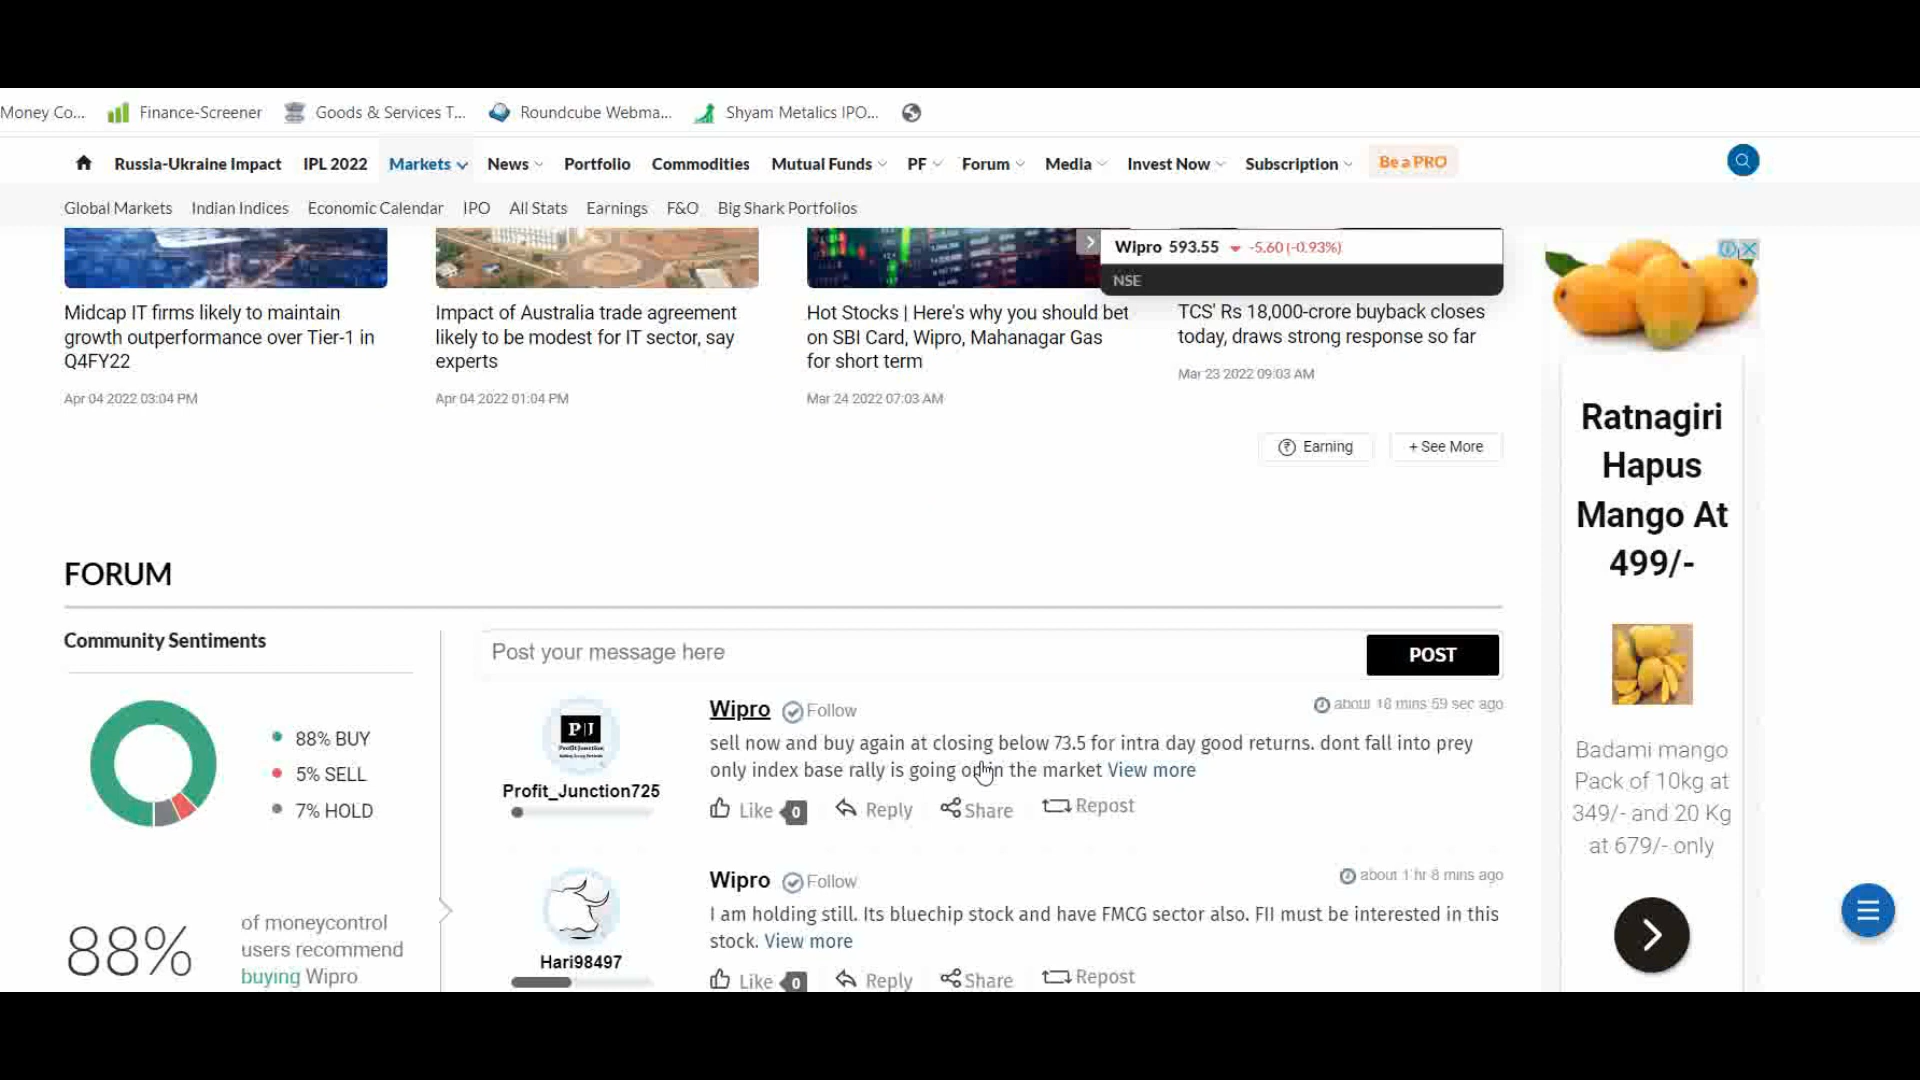 Money Co...
Finance-Screener
Goods & Services T...
Roundcube Webma...
Shyam Metalics IPO...
Russia-Ukraine Impact
IPL 2022
Markets
News
Portfolio
Commodities
Mutual Funds
PF
Forum
Media
Invest Now
Subscription
Be a PRO
Global Markets
Indian Indices
Economic Calendar
IPO
All Stats
Earnings
F&O
Big Shark Portfolios
Wipro 593.55 -5.60 (-0.93%)
NSE
Midcap IT firms likely to maintain
growth outperformance over Tier-1 in
Q4FY22
Apr 04 2022 03:04 PM
Impact of Australia trade agreement
likely to be modest for IT sector, say
experts
Apr 04 2022 01:04 PM
Hot Stocks | Here's why you should bet
on SBI Card, Wipro, Mahanagar Gas
for short term
Mar 24 2022 07:03 AM
TCS' Rs 18,000-crore buyback closes
today, draws strong response so far
Mar 23 2022 09:03 AM
Earning
+ See More
FORUM
Community Sentiments
88% BUY
5% SELL
7% HOLD
88%
of moneycontrol
users recommend
buying Wipro
Post your message here
POST
PJ
Profit_Junction725
Wipro Follow
about 18 mins 59 sec ago
sell now and buy again at closing below 73.5 for intra day good returns. dont fall into prey
only index base rally is going on in the market View more
Like 0 Reply Share Repost
Hari98497
Wipro Follow
about 1 hr 8 mins ago
I am holding still. Its bluechip stock and have FMCG sector also. FII must be interested in this
stock. View more
Like 0 Reply Share Repost
Ratnagiri
Hapus
Mango At
499/-
Badami mango
Pack of 10kg at
349/- and 20 Kg
at 679/- only